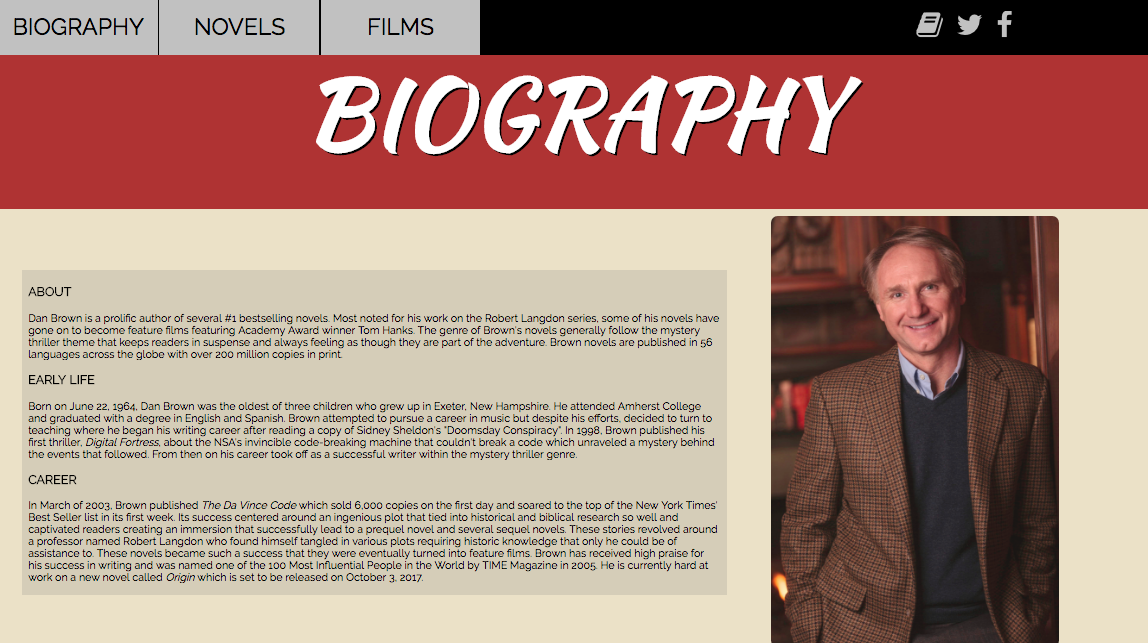 BIOGRAPHY NOVELS FILMS
BIOGRAPHY
ABOUT
Dan Brown is a prolific author of several #1 bestselling novels. Most noted for his work on the Robert Langdon series, some of his novels have
gone on to become feature films featuring Academy Award winner Tom Hanks. The genre of Brown's novels generally follow the mystery
thriller theme that keeps readers in suspense and always feeling as though they are part of the adventure. Brown novels are published in 56
languages across the globe with over 200 million copies in print.
EARLY LIFE
Born on June 22, 1964, Dan Brown was the oldest of three children who grew up in Exeter, New Hampshire. He attended Amherst College
and graduated with a degree in English and Spanish. Brown attempted to pursue a career in music but despite his efforts, decided to turn to
teaching where he began his writing career after reading a copy of Sidney Sheldon's "Doomsday Conspiracy". In 1998, Brown published his
first thriller, Digital Fortress, about the NSA's invincible code-breaking machine that couldn't break a code which unraveled a mystery behind
the events that followed. From then on his career took off as a successful writer within the mystery thriller genre.
CAREER
In March of 2003, Brown published The Da Vince Code which sold 6,000 copies on the first day and soared to the top of the New York Times'
Best Seller list in its first week. Its success centered around an ingenious plot that tied into historical and biblical research so well and
captivated readers creating an immersion that successfully lead to a prequel novel and several sequel novels. These stories revolved around
a professor named Robert Langdon who found himself tangled in various plots requiring historic knowledge that only he could be of
assistance to. These novels became such a success that they were eventually turned into feature films. Brown has received high praise for
his success in writing and was named one of the 100 Most Influential People in the World by TIME Magazine in 2005. He is currently hard at
work on a new novel called Origin which is set to be released on October 3, 2017.